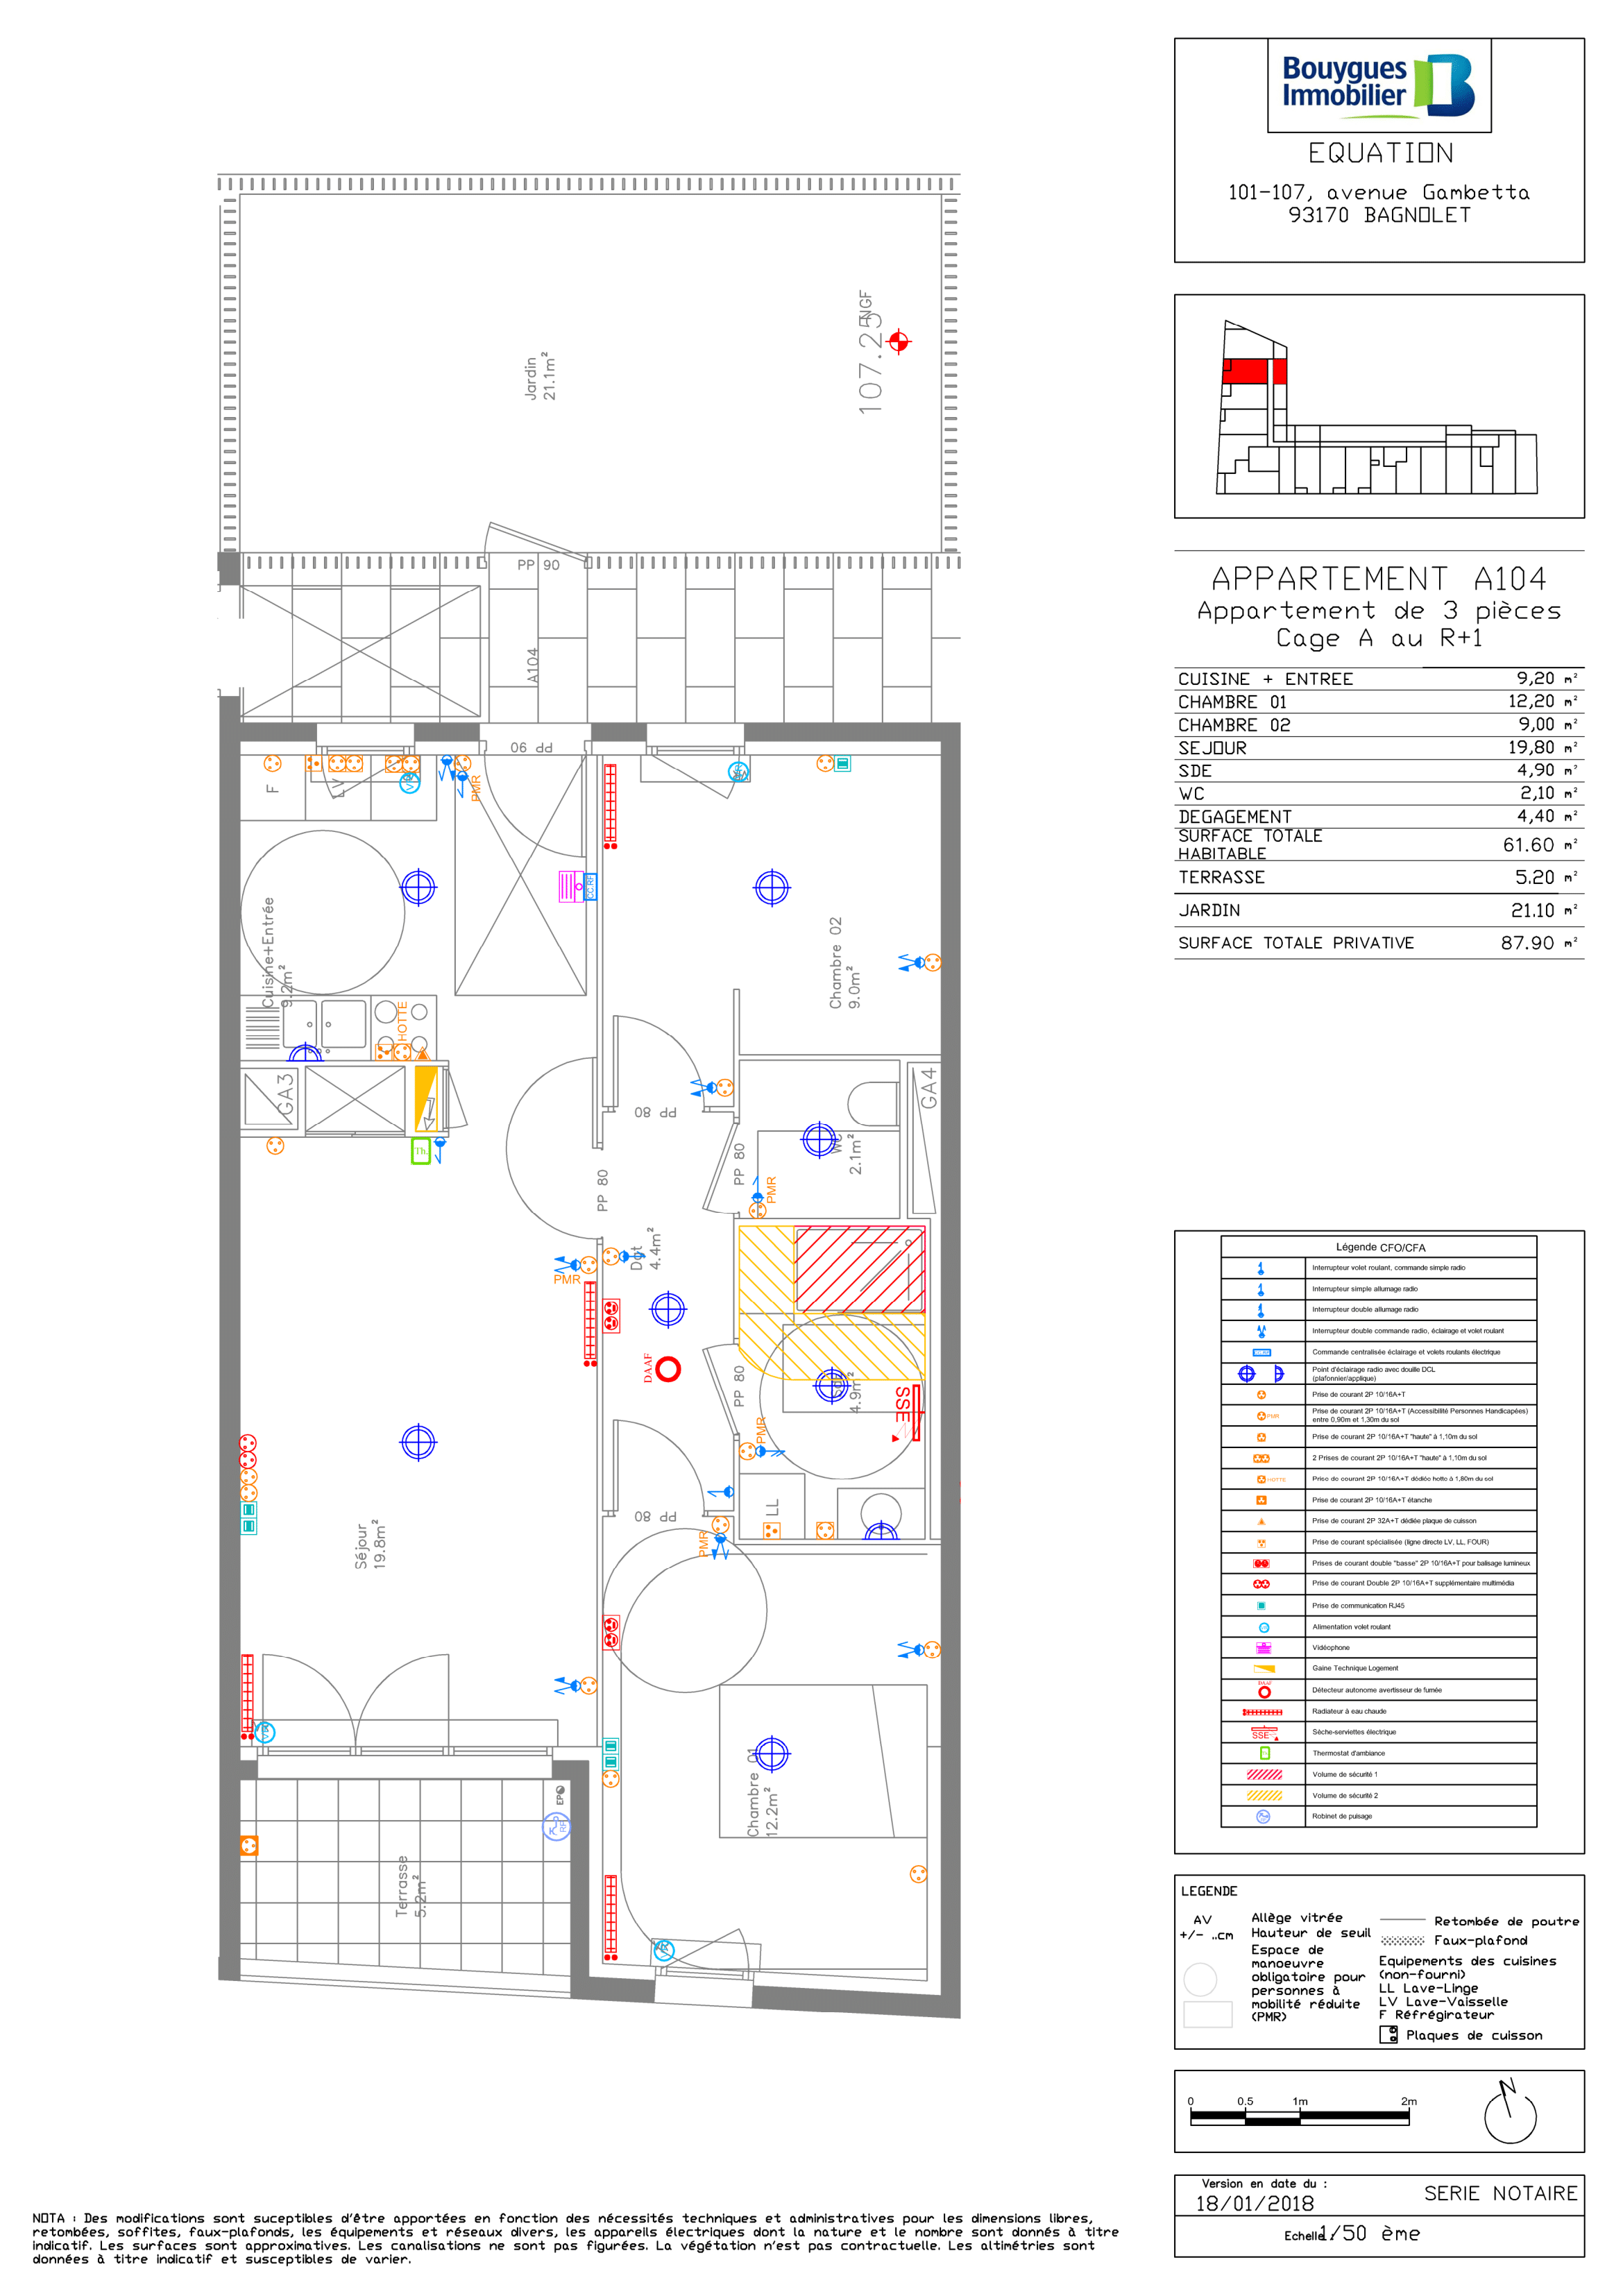 Bouygues
Immobilier
EQUATION
101-107, avenue Gambetta
93170 BAGNOLET
APPARTEMENT A104
Appartement de 3 pièces
Cage A au R+1
CUISINE + ENTREE 9,20 m²
CHAMBRE 01 12,20 m²
CHAMBRE 02 9,00 m²
SEJOUR 19,80 m²
SDE 4,90 m²
WC 2,10 m²
DEGAGEMENT 4,40 m²
SURFACE TOTALE
HABITABLE 61.60 m²
TERRASSE 5.20 m²
JARDIN 21.10 m²
SURFACE TOTALE PRIVATIVE 87.90 m²
Jardin
21.1m²
107.25
NGF
PP 90
A104
PP 90
F
LV
VR
PMR
VR
CC.RF
Cuisine+Entrée
9.2m²
HOTTE
Chambre 02
9.0m²
GA3
GA4
Th.
PP 80
PP 80
PP 80
WC
2.1m²
PMR
Dgt
4.4m²
PMR
DAAF
PP 80
4.9m²
SSE
PMR
LL
PP 80
PMR
Séjour
19.8m²
VR
Chambre 01
12.2m²
EP
RF
Terrasse
5.2m²
VR
Légende CFO/CFA
Interrupteur volet roulant, commande simple radio
Interrupteur simple allumage radio
Interrupteur double allumage radio
Interrupteur double commande radio, éclairage et volet roulant
Commande centralisée éclairage et volets roulants électrique
Point d'éclairage radio avec douille DCL
(plafonnier/applique)
Prise de courant 2P 10/16A+T
PMR Prise de courant 2P 10/16A+T (Accessibilité Personnes Handicapées)
entre 0,90m et 1,30m du sol
Prise de courant 2P 10/16A+T "haute" à 1,10m du sol
2 Prises de courant 2P 10/16A+T "haute" à 1,10m du sol
HOTTE Prise de courant 2P 10/16A+T dédiée hotte à 1,80m du sol
Prise de courant 2P 10/16A+T étanche
Prise de courant 2P 32A+T dédiée plaque de cuisson
Prise de courant spécialisée (ligne directe LV, LL, FOUR)
Prises de courant double "basse" 2P 10/16A+T pour balisage lumineux
Prise de courant Double 2P 10/16A+T supplémentaire multimédia
Prise de communication RJ45
Alimentation volet roulant
Vidéophone
Gaine Technique Logement
DAAF Détecteur autonome avertisseur de fumée
Radiateur à eau chaude
SSE Sèche-serviettes électrique
Thermostat d'ambiance
Volume de sécurité 1
Volume de sécurité 2
Robinet de puisage
LEGENDE
AV Allège vitrée
+/- ..cm Hauteur de seuil
Espace de
manoeuvre
obligatoire pour
personnes à
mobilité réduite
(PMR)
Retombée de poutre
Faux-plafond
Equipements des cuisines
(non-fourni)
LL Lave-Linge
LV Lave-Vaisselle
F Réfrégirateur
Plaques de cuisson
0 0.5 1m 2m
N
Version en date du :
18/01/2018
SERIE NOTAIRE
Echelle : 1/50 ème
NOTA : Des modifications sont suceptibles d'être apportées en fonction des nécessités techniques et administratives pour les dimensions libres,
retombées, soffites, faux-plafonds, les équipements et réseaux divers, les appareils électriques dont la nature et le nombre sont donnés à titre
indicatif. Les surfaces sont approximatives. Les canalisations ne sont pas figurées. La végétation n'est pas contractuelle. Les altimétries sont
données à titre indicatif et susceptibles de varier.